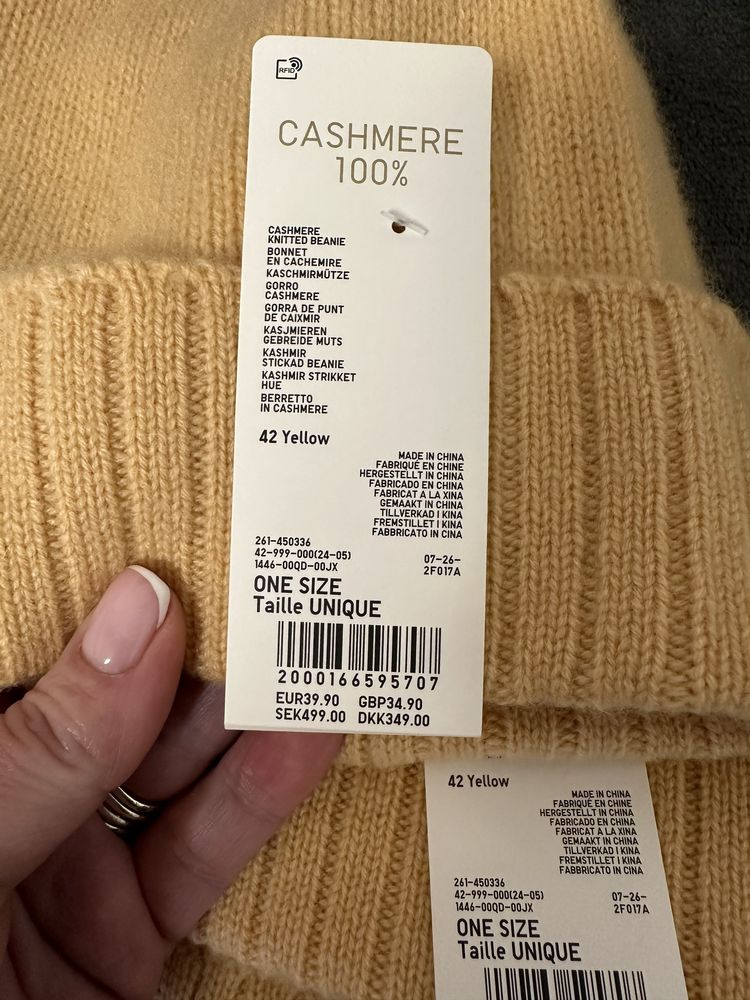 RFID
CASHMERE
100%
CASHMERE
KNITTED BEANIE
BONNET
EN CACHEMIRE
KASCHMIRMÜTZE
GORRO
CASHMERE
GORRA DE PUNT
DE CAIXMIR
KASJMIEREN
GEBREIDE MUTS
KASHMIR
STICKAD BEANIE
KASHMIR STRIKKET
HUE
BERRETTO
IN CASHMERE
42 Yellow
MADE IN CHINA
FABRIQUÉ EN CHINE
HERGESTELLT IN CHINA
FABRICADO EN CHINA
FABRICAT A LA XINA
GEMAAKT IN CHINA
TILLVERKAD I KINA
FREMSTILLET I KINA
FABBRICATO IN CINA
261-450336
42-999-000(24-05) 07-26-
1446-00QD-00JX 2F017A
ONE SIZE
Taille UNIQUE
2000166595707
EUR39.90 GBP34.90
SEK499.00 DKK349.00
42 Yellow
MADE IN CHINA
FABRIQUÉ EN CHINE
HERGESTELLT IN CHINA
FABRICADO EN CHINA
FABRICAT A LA XINA
GEMAAKT IN CHINA
TILLVERKAD I KINA
FREMSTILLET I KINA
FABBRICATO IN CINA
261-450336
42-999-000(24-05) 07-26-
1446-00QD-00JX 2F017A
ONE SIZE
Taille UNIQUE